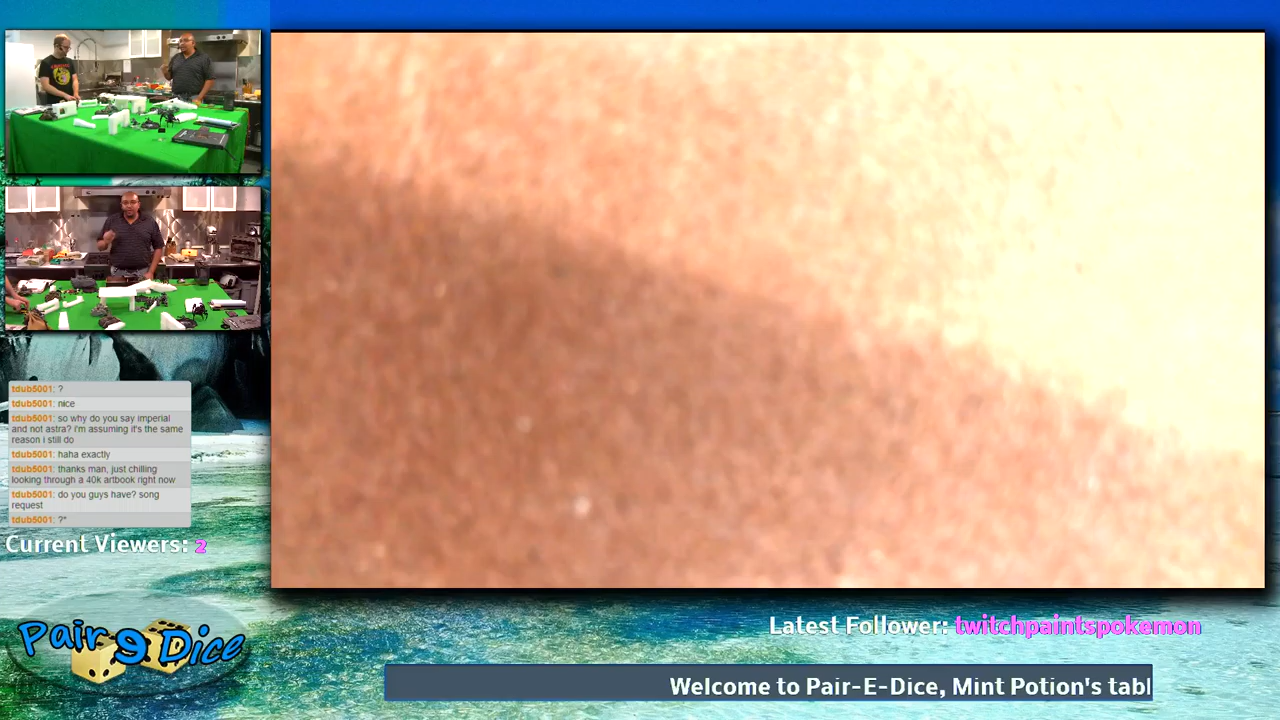 tdub5001: ?
tdub5001: nice
tdub5001: so why do you say imperial
and not astra? i'm assuming it's the same
reason i still do
tdub5001: haha exactly
tdub5001: thanks man, just chilling
looking through a 40k artbook right now
tdub5001: do you guys have? song
request
tdub5001: ?*
Current Viewers: 2
Pair e Dice
Latest Follower: twitchpaintspokemon
Welcome to Pair-E-Dice, Mint Potion's tabl